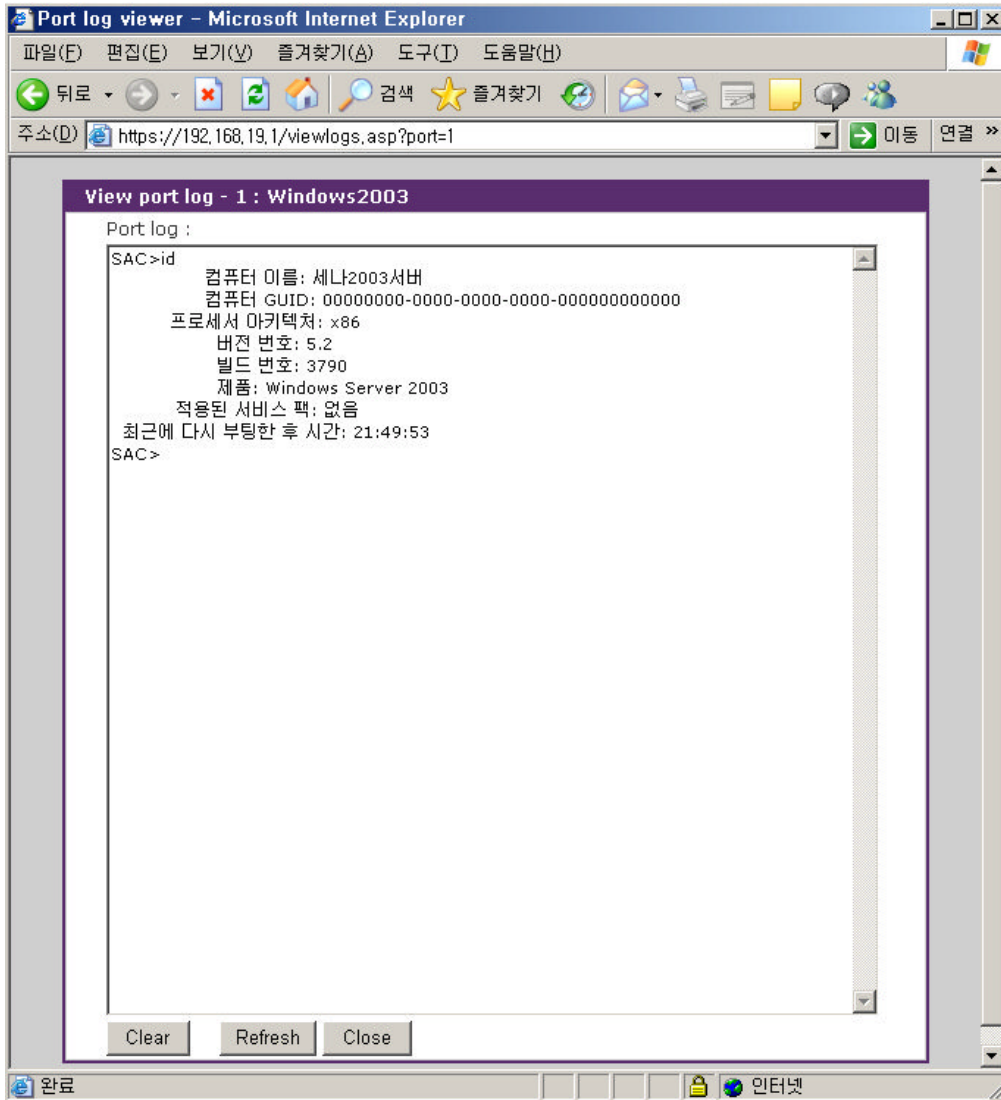 Port log viewer – Microsoft Internet Explorer
파일(F) 편집(E) 보기(V) 즐겨찾기(A) 도구(T) 도움말(H)
뒤로 검색 즐겨찾기
주소(D) https://192.168.19.1/viewlogs.asp?port=1 이동 연결 »
View port log - 1 : Windows2003
Port log :
SAC>id
컴퓨터 이름: 세나2003서버
컴퓨터 GUID: 00000000-0000-0000-0000-000000000000
프로세서 아키텍처: x86
버전 번호: 5.2
빌드 번호: 3790
제품: Windows Server 2003
적용된 서비스 팩: 없음
최근에 다시 부팅한 후 시간: 21:49:53
SAC>
Clear Refresh Close
완료 인터넷